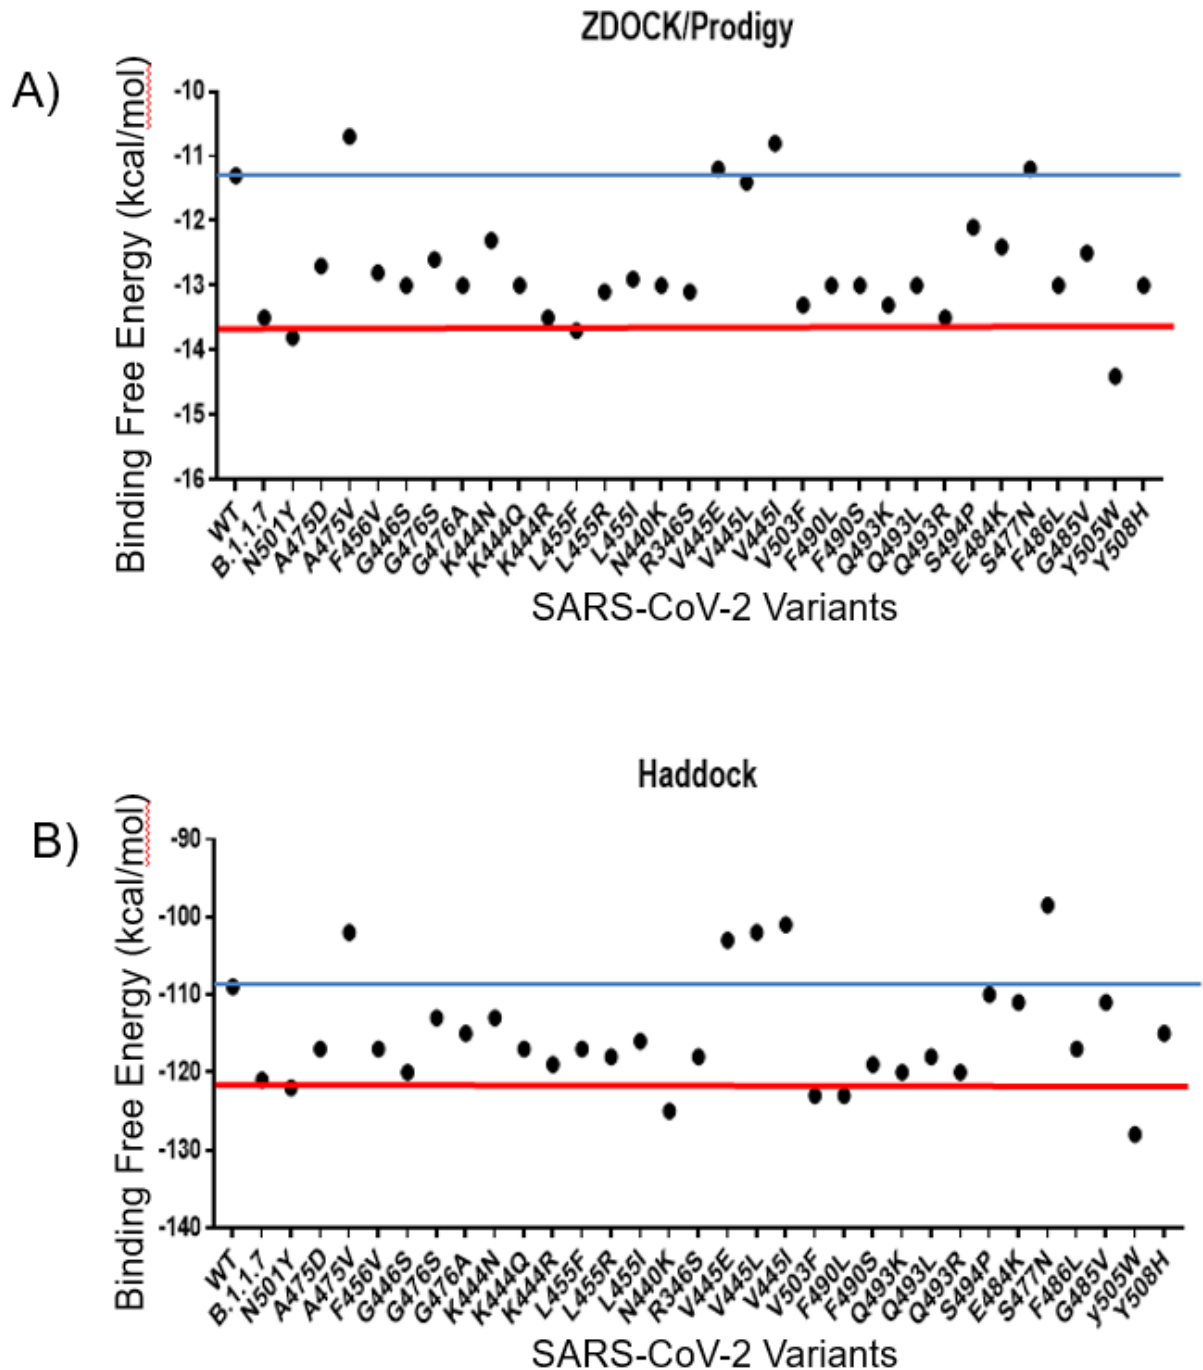 ZDOCK/Prodigy
A)
Binding Free Energy (kcal/mol)
-10
-11
-12
-13
-14
-15
-16
WT
B.1.1.7
N501Y
A475D
A475V
F456V
G446S
G476S
G476A
K444N
K444Q
K444R
L455F
L455R
L455I
N440K
R346S
V445E
V445L
V445I
V503F
F490L
F490S
Q493K
Q493L
Q493R
S494P
E484K
S477N
F486L
G485V
Y505W
Y508H
SARS-CoV-2 Variants
Haddock
B)
Binding Free Energy (kcal/mol)
-90
-100
-110
-120
-130
-140
WT
B.1.1.7
N501Y
A475D
A475V
F456V
G446S
G476S
G476A
K444N
K444Q
K444R
L455F
L455R
L455I
N440K
R346S
V445E
V445L
V445I
V503F
F490L
F490S
Q493K
Q493L
Q493R
S494P
E484K
S477N
F486L
G485V
y505W
Y508H
SARS-CoV-2 Variants